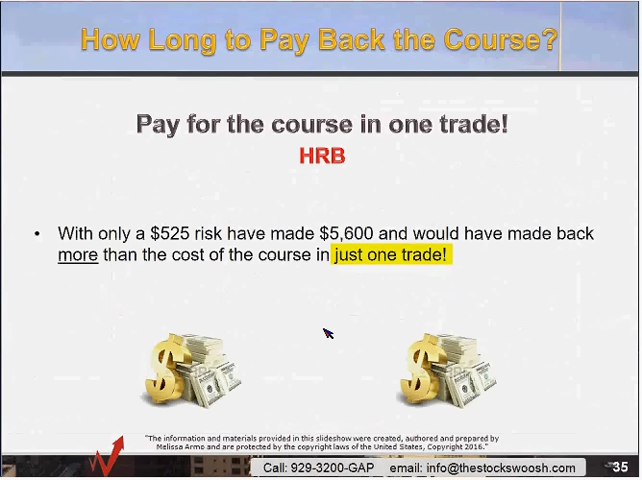 How Long to Pay Back the Course?
Pay for the course in one trade!
HRB
• With only a $525 risk have made $5,600 and would have made back
more than the cost of the course in just one trade!
"The information and materials provided in this slideshow were created, authored and prepared by
Melissa Armo and are protected by the copyright laws of the United States, Copyright 2016."
Call: 929-3200-GAP email: info@thestockswoosh.com
35